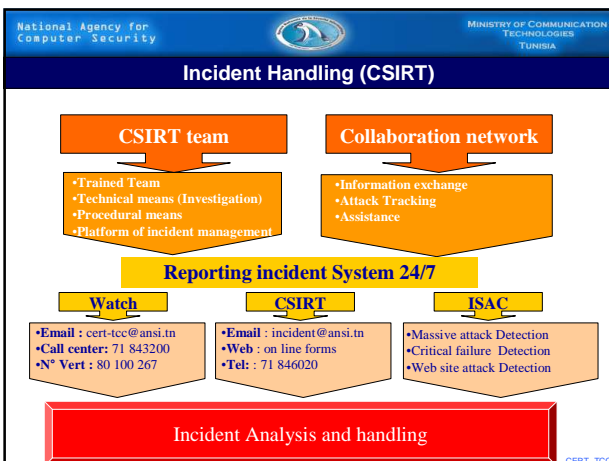 National Agency for
Computer Security
MINISTRY OF COMMUNICATION
TECHNOLOGIES
TUNISIA
Incident Handling (CSIRT)
CSIRT team
Collaboration network
•Trained Team
•Technical means (Investigation)
•Procedural means
•Platform of incident management
•Information exchange
•Attack Tracking
•Assistance
Reporting incident System 24/7
Watch
CSIRT
ISAC
•Email : cert-tcc@ansi.tn
•Call center: 71 843200
•N° Vert : 80 100 267
•Email : incident@ansi.tn
•Web : on line forms
•Tel: : 71 846020
•Massive attack Detection
•Critical failure Detection
•Web site attack Detection
Incident Analysis and handling
CERT-TCC